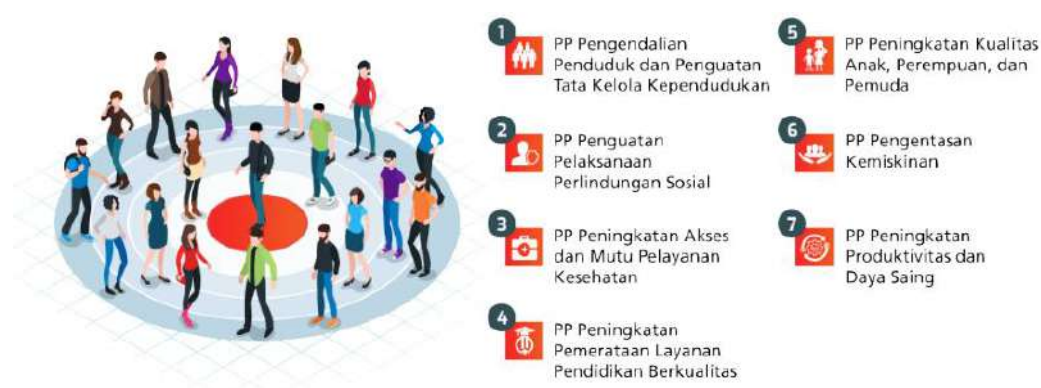 1
PP Pengendalian
Penduduk dan Penguatan
Tata Kelola Kependudukan
2
PP Penguatan
Pelaksanaan
Perlindungan Sosial
3
PP Peningkatan Akses
dan Mutu Pelayanan
Kesehatan
4
PP Peningkatan
Pemerataan Layanan
Pendidikan Berkualitas
5
PP Peningkatan Kualitas
Anak, Perempuan, dan
Pemuda
6
PP Pengentasan
Kemiskinan
7
PP Peningkatan
Produktivitas dan
Daya Saing